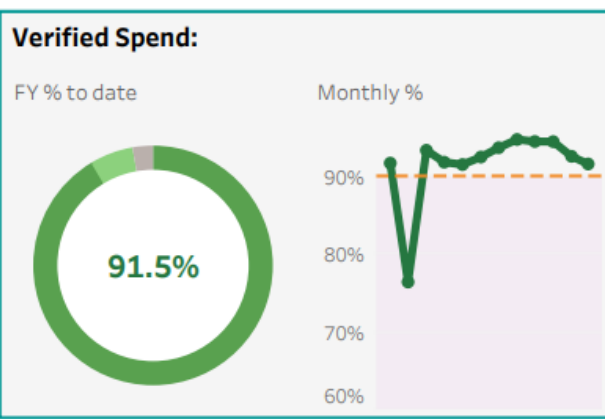 Verified Spend:
FY % to date
Monthly %
91.5%
90%
80%
70%
60%